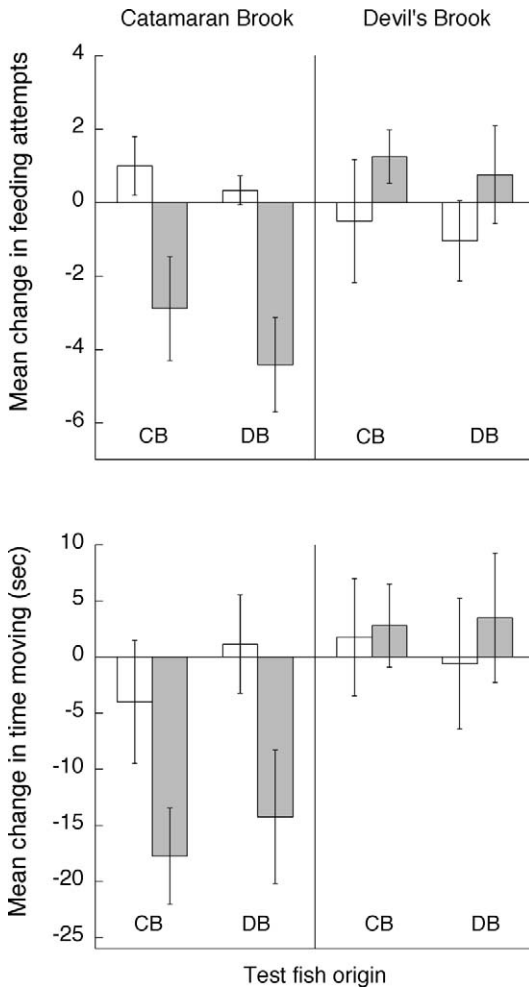 Catamaran Brook Devil's Brook
Mean change in feeding attempts
4
2
0
-2
-4
-6
CB DB CB DB
Mean change in time moving (sec)
10
5
0
-5
-10
-15
-20
-25
CB DB CB DB
Test fish origin